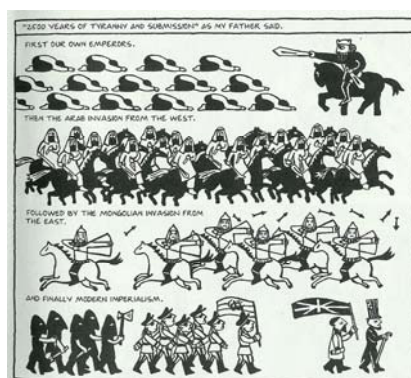 "2500 YEARS OF TYRANNY AND SUBMISSION" AS MY FATHER SAID.
FIRST OUR OWN EMPERORS.
THEN THE ARAB INVASION FROM THE WEST.
FOLLOWED BY THE MONGOLIAN INVASION FROM
THE EAST.
AND FINALLY MODERN IMPERIALISM.